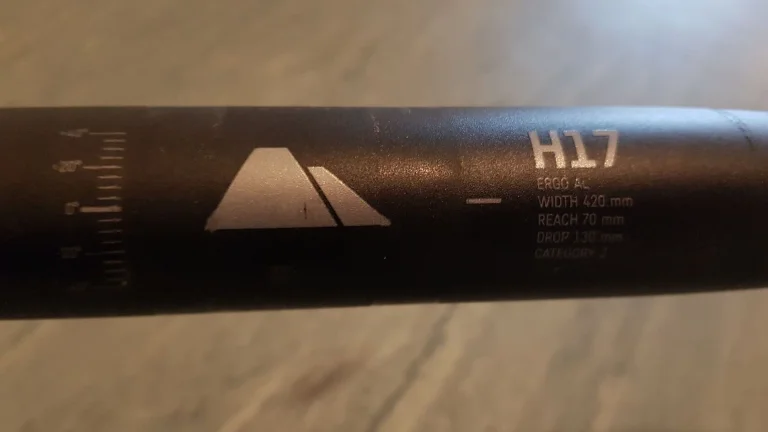 H17
ERGO AL
WIDTH 420 mm
REACH 70 mm
DROP 130 mm
CATEGORY 2